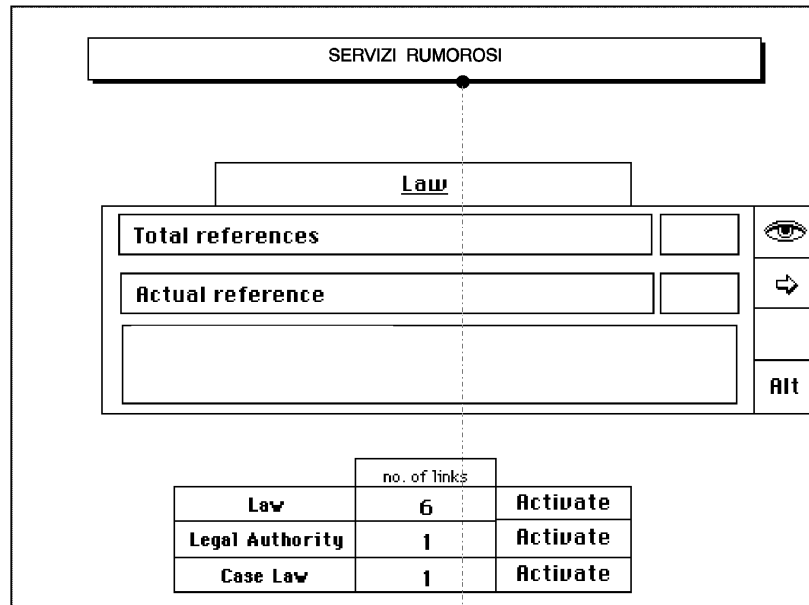 SERVIZI RUMOROSI
Law
Total references
Actual reference
Alt
no. of links
Law 6 Activate
Legal Authority 1 Activate
Case Law 1 Activate